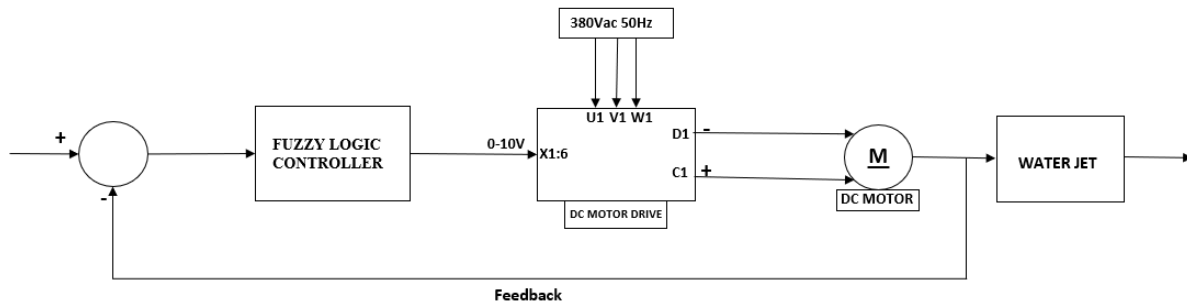 380Vac 50Hz
+
-
FUZZY LOGIC
CONTROLLER
0-10V
U1 V1 W1
X1:6
D1
C1
-
+
DC MOTOR DRIVE
M
DC MOTOR
WATER JET
Feedback